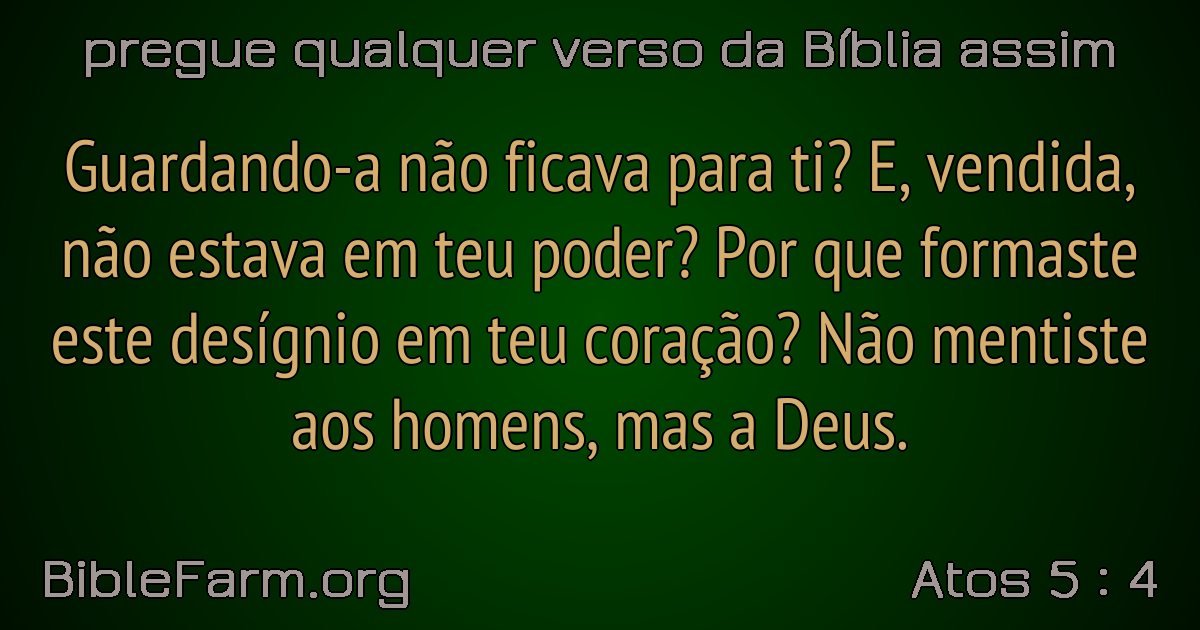 pregue qualquer verso da Bíblia assim
Guardando-a não ficava para ti? E, vendida,
não estava em teu poder? Por que formaste
este desígnio em teu coração? Não mentiste
aos homens, mas a Deus.
BibleFarm.org
Atos 5 : 4